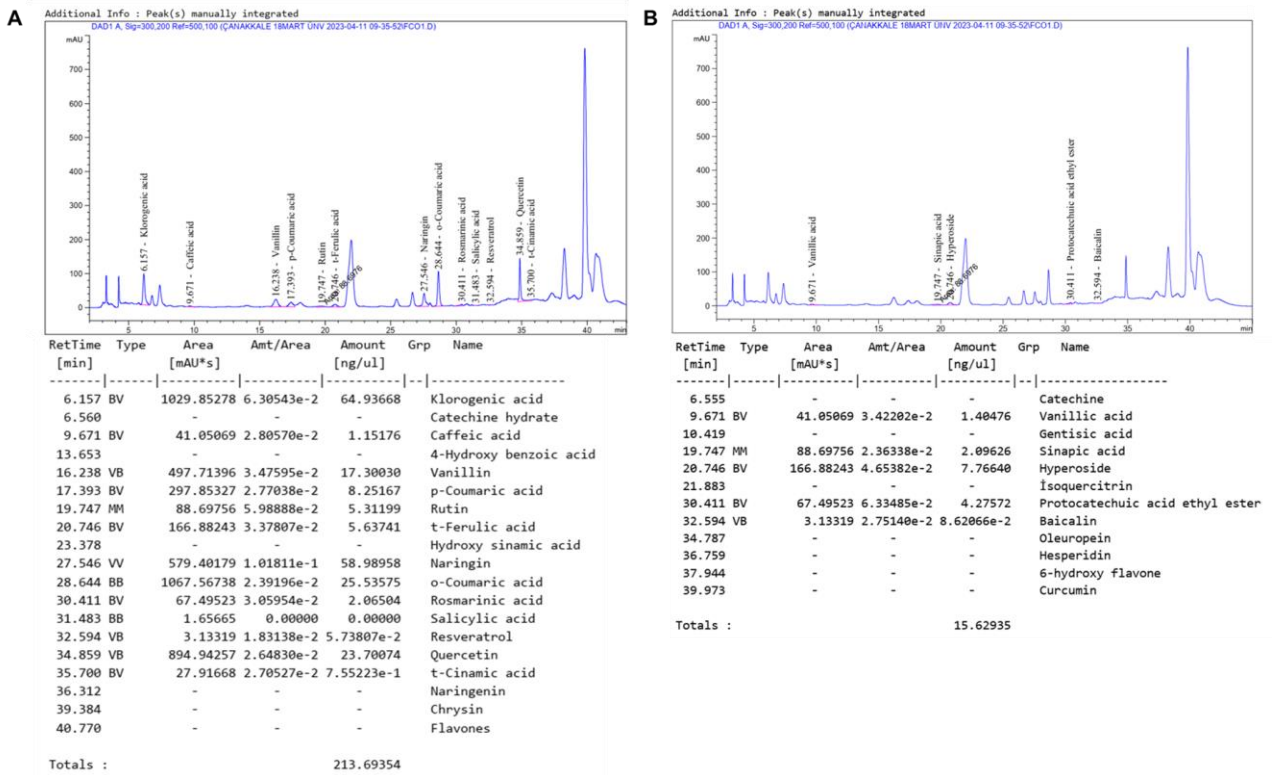 A
Additional Info : Peak(s) manually integrated
DAD1 A, Sig=300,200 Ref=500,100 (ÇANAKKALE 18MART ÜNV 2023-04-11 09-35-52\FCO1.D)
mAU
700
600
500
400
300
200
100
0
6.157 - Klorogenic acid
9.671 - Caffeic acid
16.238 - Vanillin
17.393 - p-Coumaric acid
19.747 - Rutin
20.746 - t-Ferulic acid
27.546 - Naringin
28.644 - o-Coumaric acid
30.411 - Rosmarinic acid
31.483 - Salicylic acid
32.594 - Resveratrol
34.859 - Quercetin
35.700 - t-Cinamic acid
5 10 15 20 25 30 35 40 min
RetTime Type Area Amt/Area Amount Grp Name
[min] [mAU*s] [ng/ul]
-------|------|----------|----------|----------|--|------------------
6.157 BV 1029.85278 6.30543e-2 64.93668 Klorogenic acid
6.560 - - - Catechine hydrate
9.671 BV 41.05069 2.80570e-2 1.15176 Caffeic acid
13.653 - - - 4-Hydroxy benzoic acid
16.238 VB 497.71396 3.47595e-2 17.30030 Vanillin
17.393 BV 297.85327 2.77038e-2 8.25167 p-Coumaric acid
19.747 MM 88.69756 5.98888e-2 5.31199 Rutin
20.746 BV 166.88243 3.37807e-2 5.63741 t-Ferulic acid
23.378 - - - Hydroxy sinamic acid
27.546 VV 579.40179 1.01811e-1 58.98958 Naringin
28.644 BB 1067.56738 2.39196e-2 25.53575 o-Coumaric acid
30.411 BV 67.49523 3.05954e-2 2.06504 Rosmarinic acid
31.483 BB 1.65665 0.00000 0.00000 Salicylic acid
32.594 VB 3.13319 1.83138e-2 5.73807e-2 Resveratrol
34.859 VB 894.94257 2.64830e-2 23.70074 Quercetin
35.700 BV 27.91668 2.70527e-2 7.55223e-1 t-Cinamic acid
36.312 - - - Naringenin
39.384 - - - Chrysin
40.770 - - - Flavones
Totals : 213.69354
B
Additional Info : Peak(s) manually integrated
DAD1 A, Sig=300,200 Ref=500,100 (ÇANAKKALE 18MART ÜNV 2023-04-11 09-35-52\FCO1.D)
mAU
700
600
500
400
300
200
100
0
9.671 - Vanillic acid
19.747 - Sinapic acid
20.746 - Hyperoside
30.411 - Protocatechuic acid ethyl ester
32.594 - Baicalin
5 10 15 20 25 30 35 40 min
RetTime Type Area Amt/Area Amount Grp Name
[min] [mAU*s] [ng/ul]
-------|------|----------|----------|----------|--|------------------
6.555 - - - Catechine
9.671 BV 41.05069 3.42202e-2 1.40476 Vanillic acid
10.419 - - - Gentisic acid
19.747 MM 88.69756 2.36338e-2 2.09626 Sinapic acid
20.746 BV 166.88243 4.65382e-2 7.76640 Hyperoside
21.883 - - - İsoquercitrin
30.411 BV 67.49523 6.33485e-2 4.27572 Protocatechuic acid ethyl ester
32.594 VB 3.13319 2.75140e-2 8.62066e-2 Baicalin
34.787 - - - Oleuropein
36.759 - - - Hesperidin
37.944 - - - 6-hydroxy flavone
39.973 - - - Curcumin
Totals : 15.62935